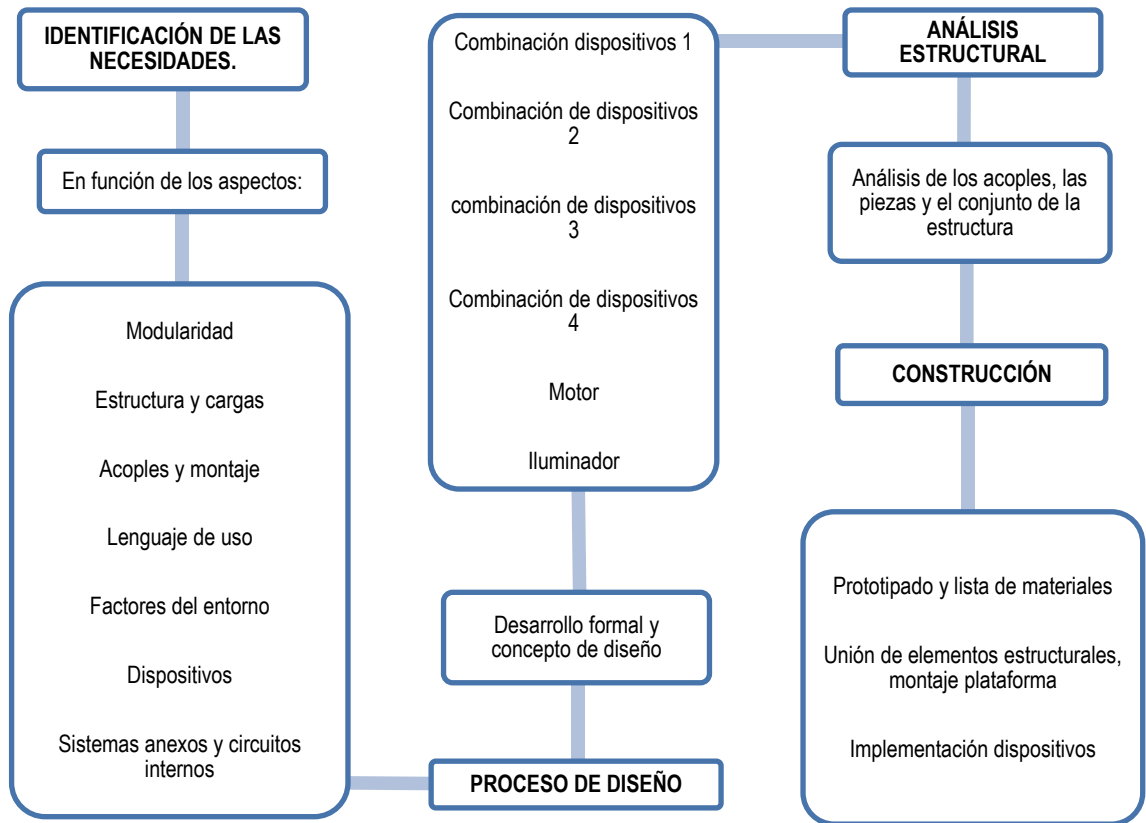 IDENTIFICACIÓN DE LAS
NECESIDADES.
En función de los aspectos:
Modularidad
Estructura y cargas
Acoples y montaje
Lenguaje de uso
Factores del entorno
Dispositivos
Sistemas anexos y circuitos
internos
PROCESO DE DISEÑO
Desarrollo formal y
concepto de diseño
Combinación dispositivos 1
Combinación de dispositivos
2
combinación de dispositivos
3
Combinación de dispositivos
4
Motor
Iluminador
ANÁLISIS
ESTRUCTURAL
Análisis de los acoples, las
piezas y el conjunto de la
estructura
CONSTRUCCIÓN
Prototipado y lista de materiales
Unión de elementos estructurales,
montaje plataforma
Implementación dispositivos